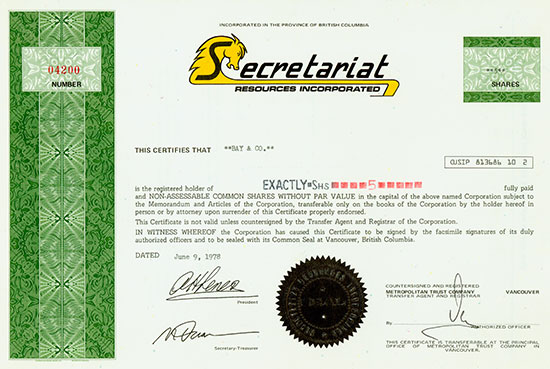 INCORPORATED IN THE PROVINCE OF BRITISH COLUMBIA
Secretariat
RESOURCES INCORPORATED
04200
NUMBER
SHARES
THIS CERTIFIES THAT **BAY & CO.**
CUSIP 813686 10 2
EXACTLY*SHS 5
is the registered holder of fully paid
and NON-ASSESSABLE COMMON SHARES WITHOUT PAR VALUE in the capital of the above named Corporation subject to
the Memorandum and Articles of the Corporation, transferable only on the books of the Corporation by the holder hereof in
person or by attorney upon surrender of this Certificate properly endorsed.
This Certificate is not valid unless countersigned by the Transfer Agent and Registrar of the Corporation.
IN WITNESS WHEREOF the Corporation has caused this Certificate to be signed by the facsimile signatures of its duly
authorized officers and to be sealed with its Common Seal at Vancouver, British Columbia.
DATED June 9, 1978
President
Secretary-Treasurer
SEAL
COUNTERSIGNED AND REGISTERED
METROPOLITAN TRUST COMPANY VANCOUVER
TRANSFER AGENT AND REGISTRAR
By
AUTHORIZED OFFICER
THIS CERTIFICATE IS TRANSFERABLE AT THE PRINCIPAL
OFFICE OF METROPOLITAN TRUST COMPANY IN
VANCOUVER.